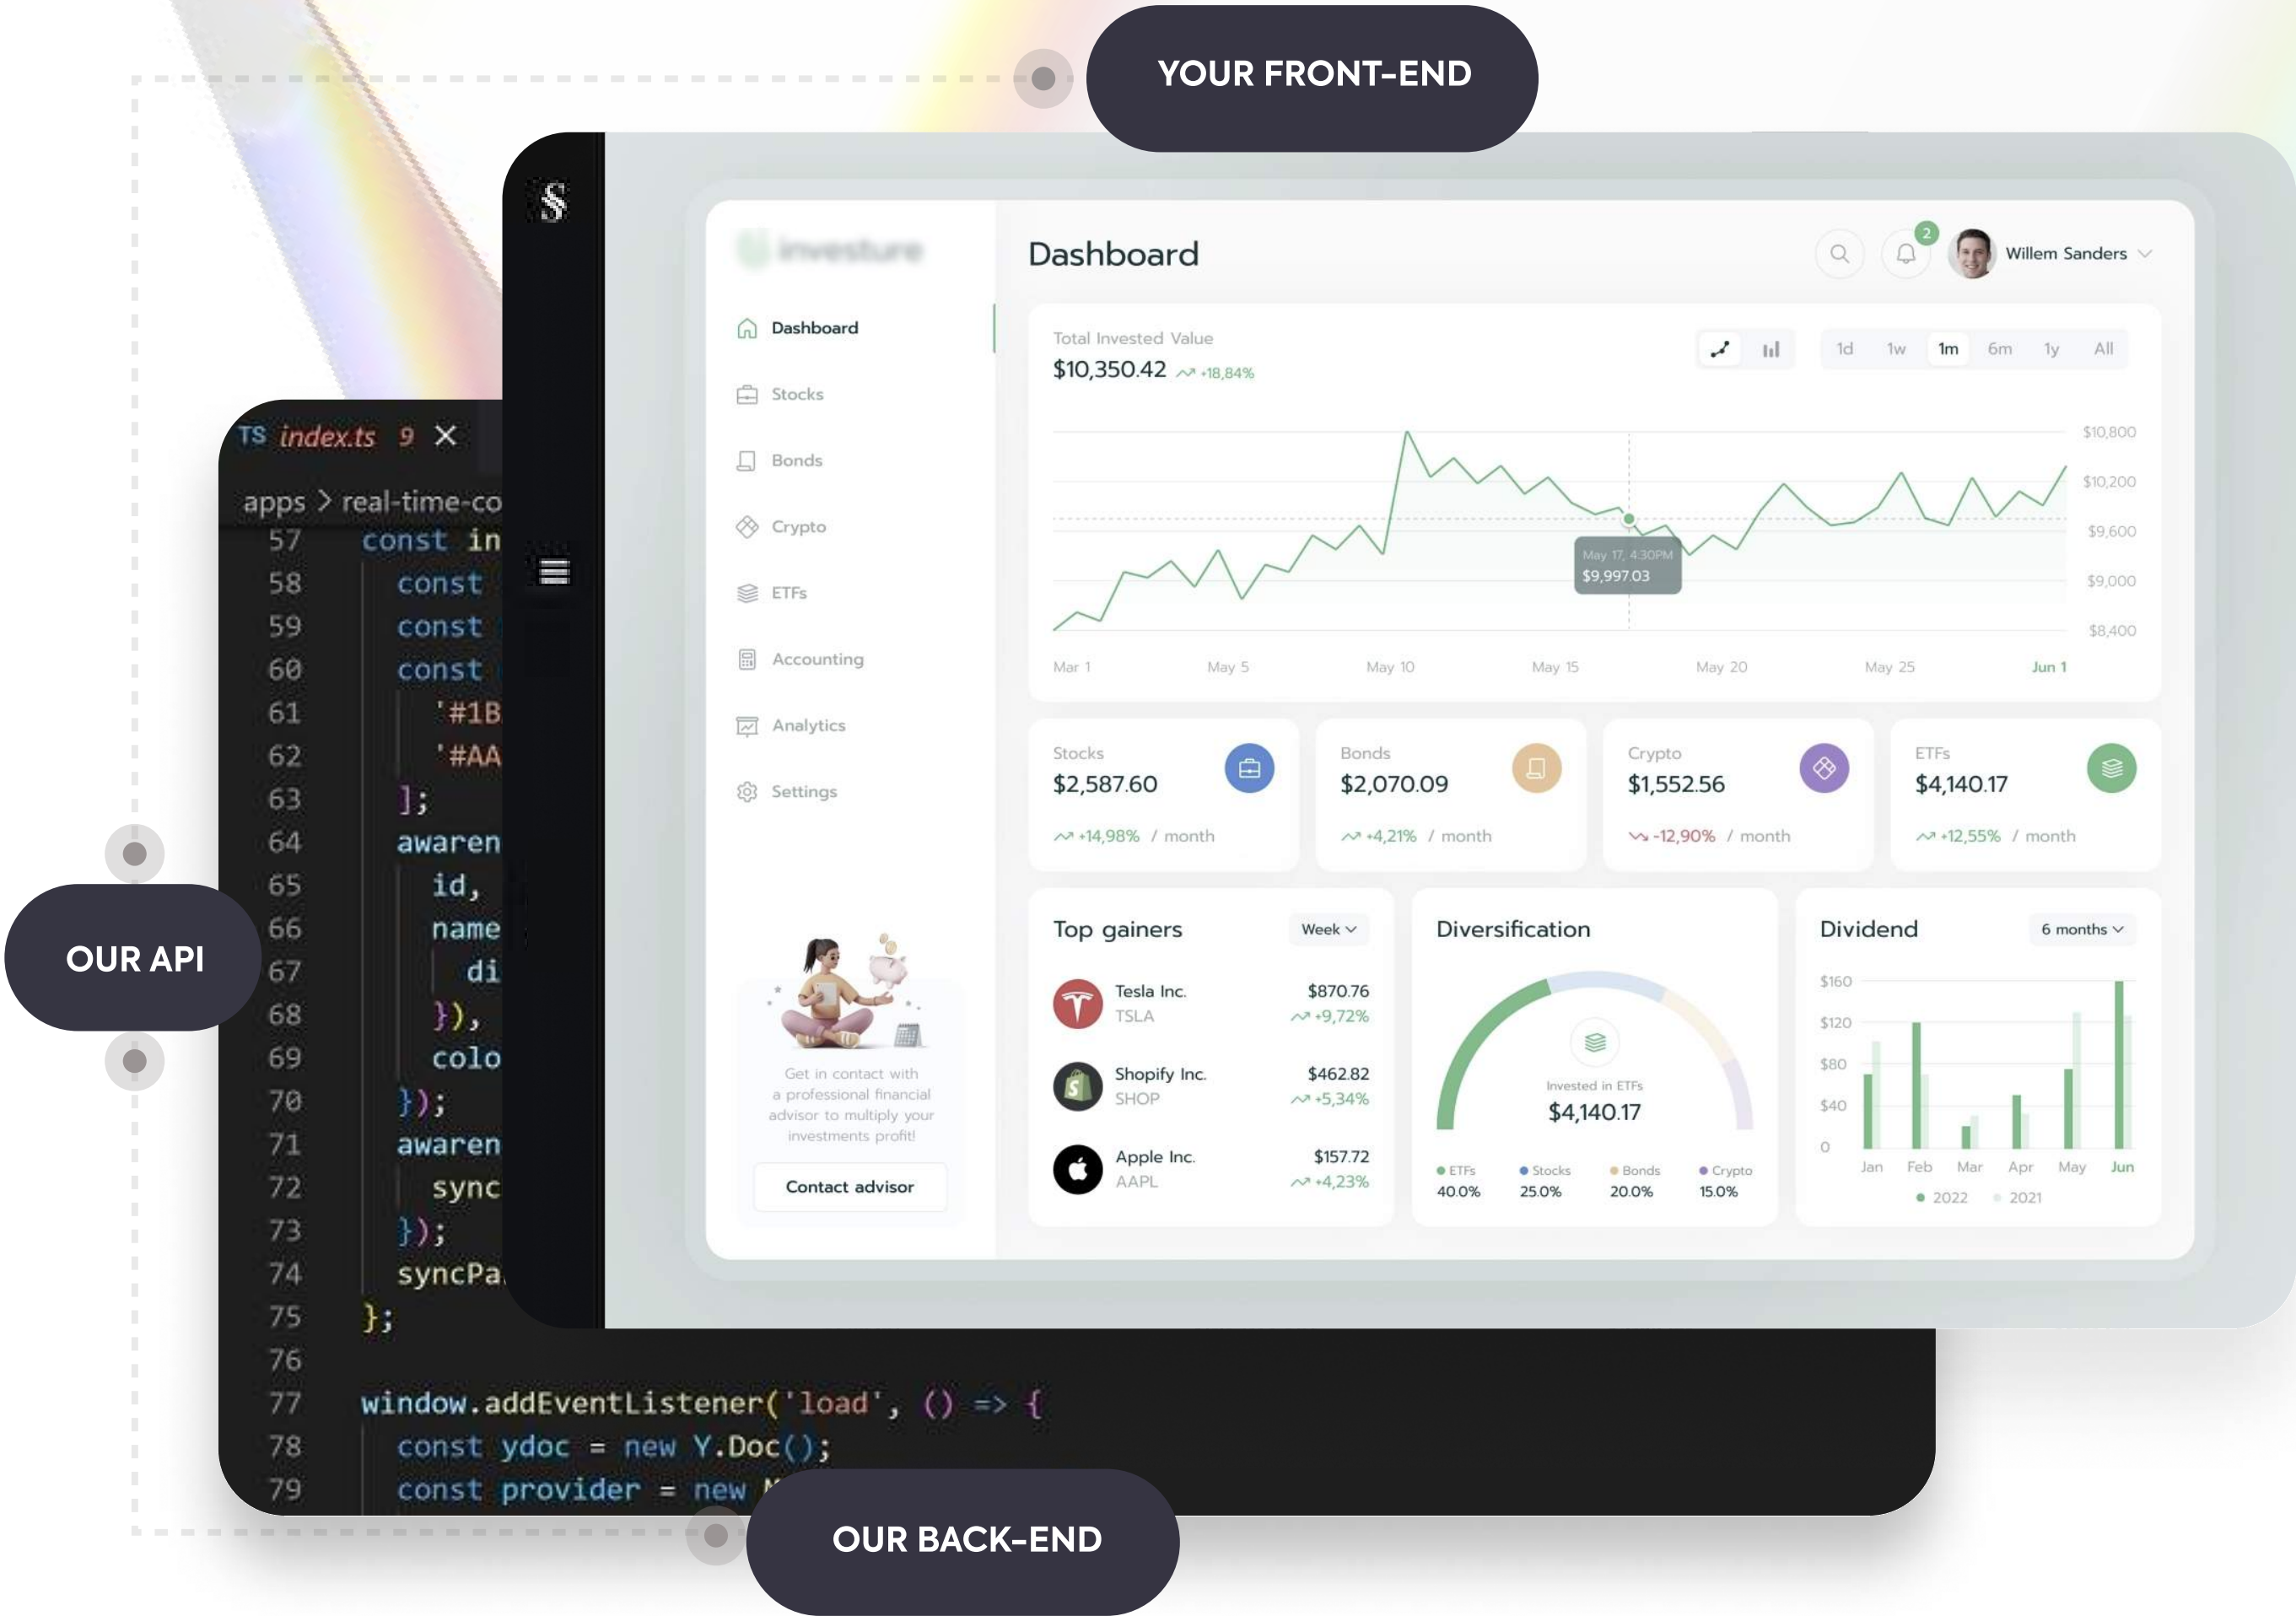 YOUR FRONT-END
investure
Dashboard
2
Willem Sanders
Dashboard
Stocks
Bonds
Crypto
ETFs
Accounting
Analytics
Settings
Get in contact with
a professional financial
advisor to multiply your
investments profit!
Contact advisor
Total Invested Value
$10,350.42 +18,84%
1d 1w 1m 6m 1y All
$10,800
$10,200
$9,600
$9,000
$8,400
May 17, 4:30PM
$9,997.03
Mar 1 May 5 May 10 May 15 May 20 May 25 Jun 1
Stocks
$2,587.60
+14,98% / month
Bonds
$2,070.09
+4,21% / month
Crypto
$1,552.56
-12,90% / month
ETFs
$4,140.17
+12,55% / month
Top gainers Week
Tesla Inc. $870.76
TSLA +9,72%
Shopify Inc. $462.82
SHOP +5,34%
Apple Inc. $157.72
AAPL +4,23%
Diversification
Invested in ETFs
$4,140.17
ETFs Stocks Bonds Crypto
40.0% 25.0% 20.0% 15.0%
Dividend 6 months
$160
$120
$80
$40
0
Jan Feb Mar Apr May Jun
2022 2021
TS index.ts 9
apps > real-time-co
57 const in
58 const
59 const
60 const
61 '#1B
62 '#AA
63 ];
64 awaren
65 id,
66 name
67 di
68 }),
69 colo
70 });
71 awaren
72 sync
73 });
74 syncPa
75 };
76
77 window.addEventListener('load', () => {
78 const ydoc = new Y.Doc();
79 const provider = new
OUR API
OUR BACK-END